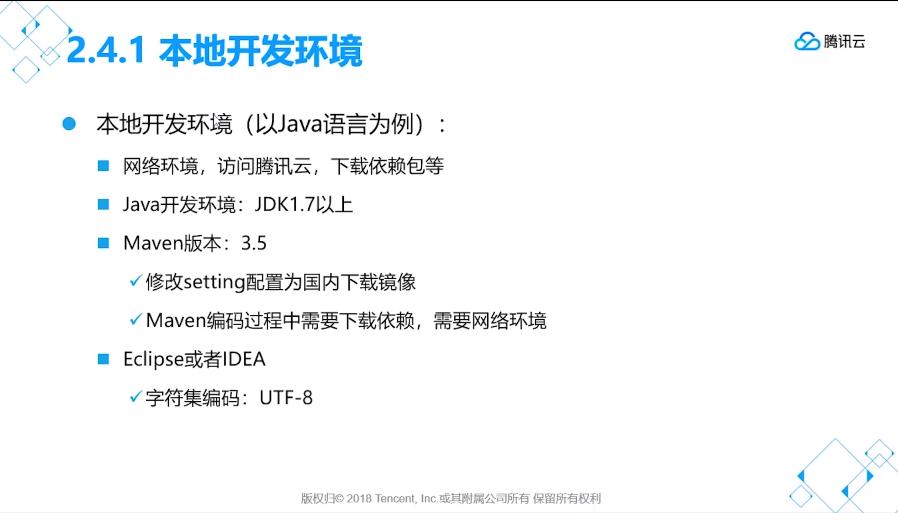 2.4.1 本地开发环境
腾讯云
本地开发环境（以Java语言为例）：
网络环境，访问腾讯云，下载依赖包等
Java开发环境：JDK1.7以上
Maven版本：3.5
修改setting配置为国内下载镜像
Maven编码过程中需要下载依赖，需要网络环境
Eclipse或者IDEA
字符集编码：UTF-8
版权归© 2018 Tencent, Inc.或其附属公司所有 保留所有权利